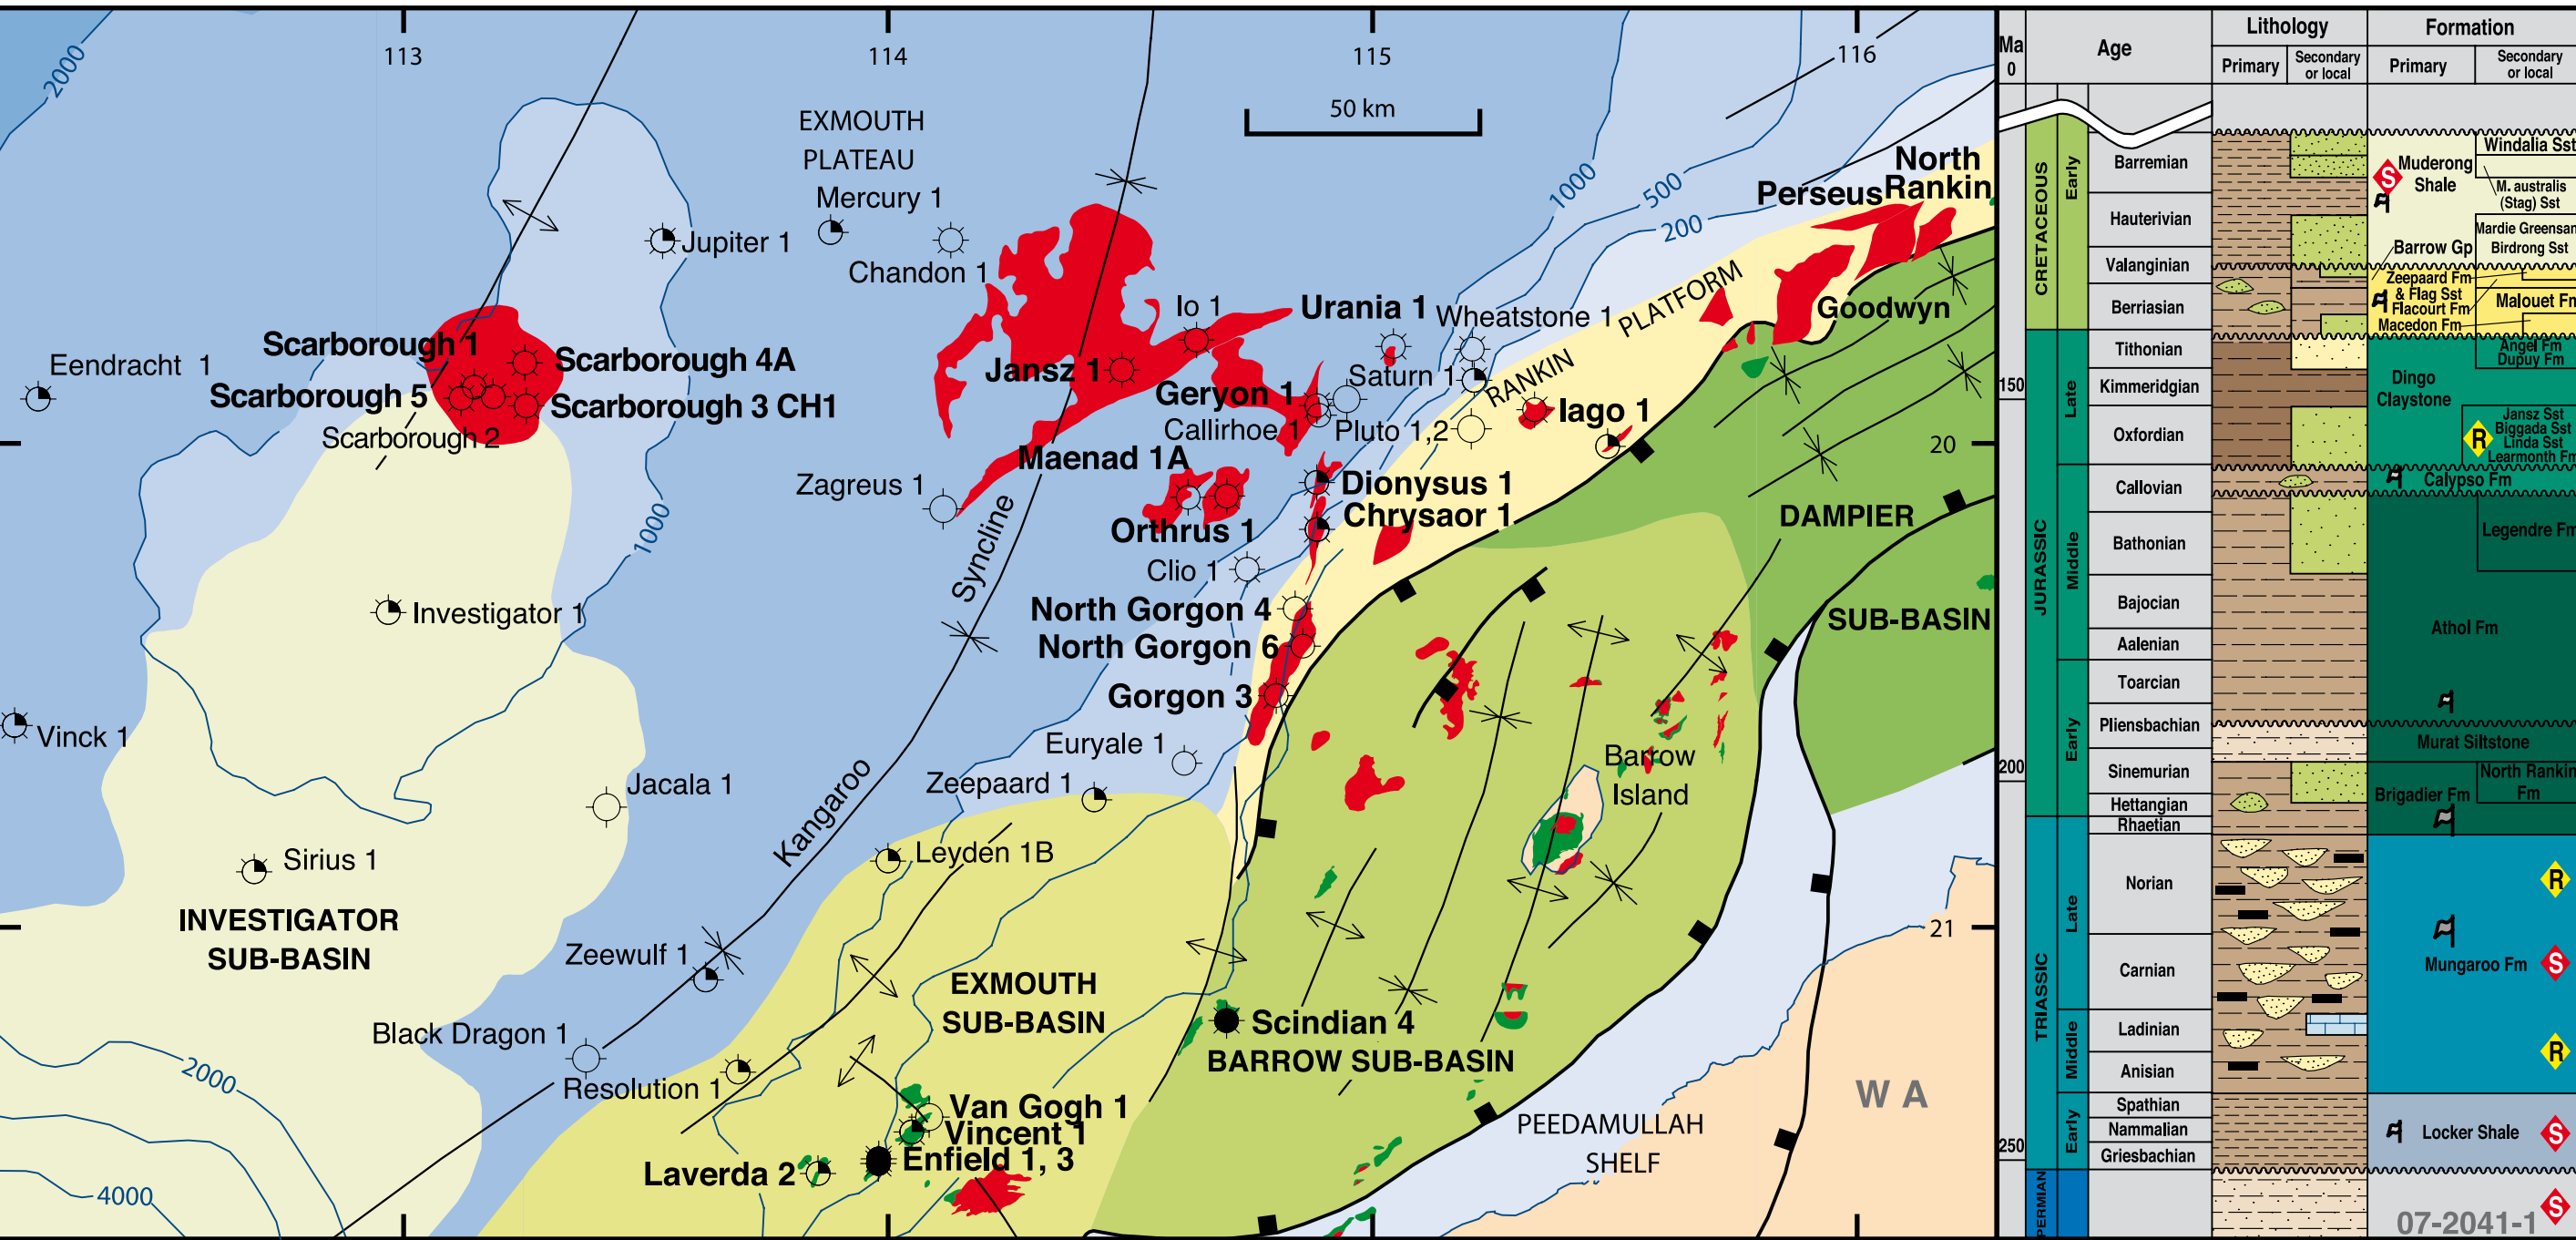 113
114
115
116
2000
EXMOUTH
PLATEAU
50 km
Mercury 1
Jupiter 1
Chandon 1
1000
500
200
North
Rankin
Perseus
Goodwyn
PLATFORM
RANKIN
Io 1
Urania 1
Wheatstone 1
Saturn 1
Scarborough 1
Scarborough 4A
Scarborough 5
Scarborough 3 CH1
Scarborough 2
Eendracht 1
Jansz 1
Geryon 1
Callirhoe 1
Pluto 1,2
Iago 1
20
Maenad 1A
Zagreus 1
Dionysus 1
Chrysaor 1
Orthrus 1
Clio 1
DAMPIER
SUB-BASIN
1000
Syncline
Kangaroo
Investigator 1
North Gorgon 4
North Gorgon 6
Gorgon 3
Vinck 1
Euryale 1
Zeepaard 1
Jacala 1
Barrow
Island
Leyden 1B
Sirius 1
INVESTIGATOR
SUB-BASIN
Zeewulf 1
21
EXMOUTH
SUB-BASIN
Black Dragon 1
Resolution 1
Scindian 4
BARROW SUB-BASIN
2000
4000
Van Gogh 1
Vincent 1
Enfield 1, 3
Laverda 2
PEEDAMULLAH
SHELF
W A
Ma
0
Age
Lithology
Primary
Secondary
or local
Formation
Primary
Secondary
or local
150
200
250
CRETACEOUS
Early
JURASSIC
Late
Middle
Early
TRIASSIC
Late
Middle
Early
PERMIAN
Barremian
Hauterivian
Valanginian
Berriasian
Tithonian
Kimmeridgian
Oxfordian
Callovian
Bathonian
Bajocian
Aalenian
Toarcian
Pliensbachian
Sinemurian
Hettangian
Rhaetian
Norian
Carnian
Ladinian
Anisian
Spathian
Nammalian
Griesbachian
Windalia Sst
S
Muderong
Shale
M. australis
(Stag) Sst
Mardie Greensan
Birdrong Sst
Barrow Gp
Zeepaard Fm
& Flag Sst
Flacourt Fm
Malouet Fm
Macedon Fm
Angel Fm
Dupuy Fm
Dingo
Claystone
R
Jansz Sst
Biggada Sst
Linda Sst
Learmonth Fm
Calypso Fm
Legendre Fm
Athol Fm
Murat Siltstone
Brigadier Fm
North Rankin
Fm
R
Mungaroo Fm
S
R
Locker Shale
S
S
07-2041-1